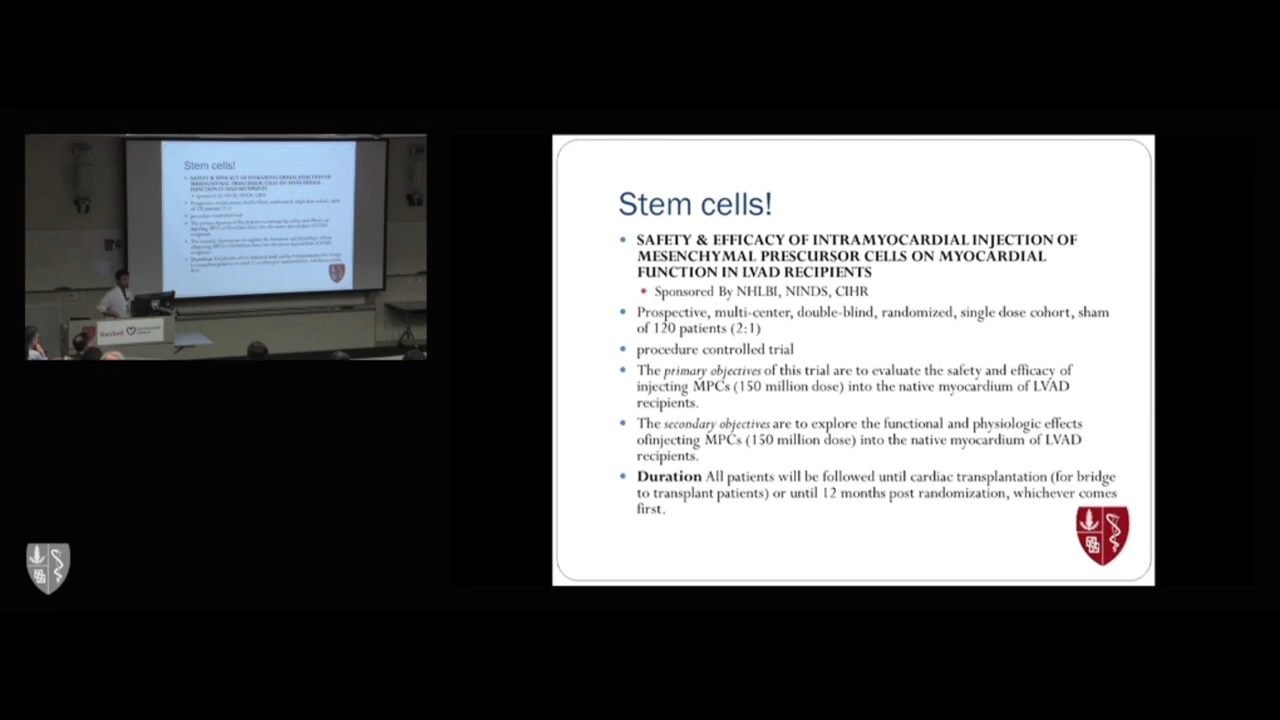 Stem cells!
SAFETY & EFFICACY OF INTRAMYOCARDIAL INJECTION OF
MESENCHYMAL PRESCURSOR CELLS ON MYOCARDIAL
FUNCTION IN LVAD RECIPIENTS
Sponsored By NHLBI, NINDS, CIHR
Prospective, multi-center, double-blind, randomized, single dose cohort, sham
of 120 patients (2:1)
procedure controlled trial
The primary objectives of this trial are to evaluate the safety and efficacy of
injecting MPCs (150 million dose) into the native myocardium of LVAD
recipients.
The secondary objectives are to explore the functional and physiologic effects
ofinjecting MPCs (150 million dose) into the native myocardium of LVAD
recipients.
Duration All patients will be followed until cardiac transplantation (for bridge
to transplant patients) or until 12 months post randomization, whichever comes
first.
Stem cells!
Stanford